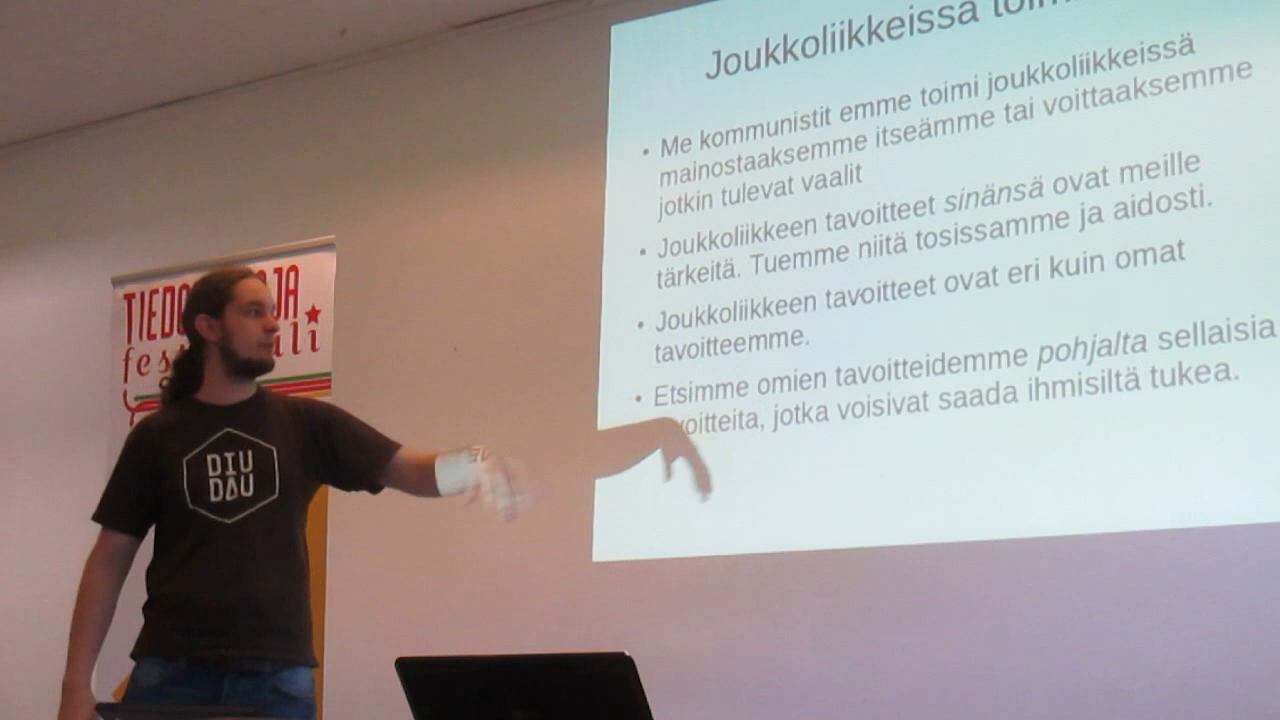 Joukkoliikkeissä
Me kommunistit emme toimi joukkoliikkeissä
mainostaaksemme itseämme tai voittaaksemme
jotkin tulevat vaalit
Joukkoliikkeen tavoitteet sinänsä ovat meille
tärkeitä. Tuemme niitä tosissamme ja aidosti.
Joukkoliikkeen tavoitteet ovat eri kuin omat
tavoitteemme.
Etsimme omien tavoitteidemme pohjalta sellaisia
jotka voisivat saada ihmisiltä tukea.
DIU
DAU